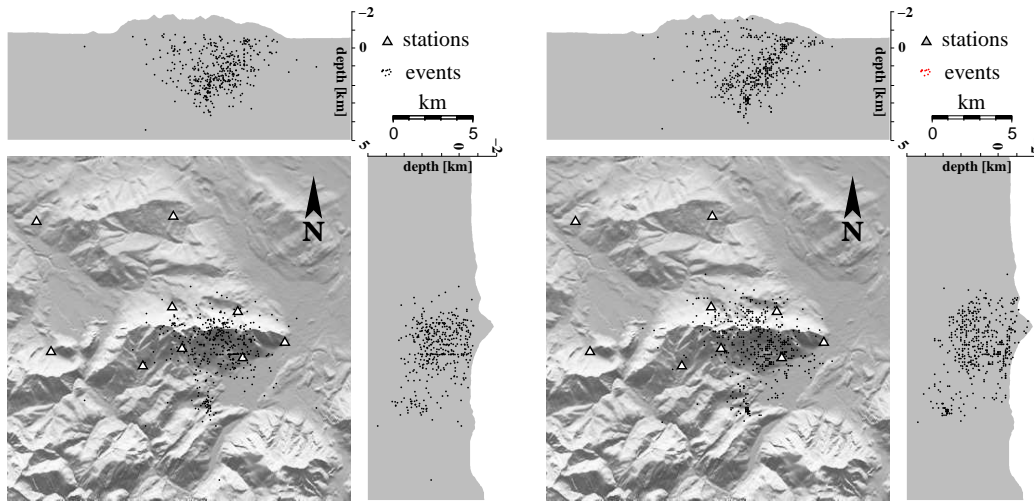 −2
0
depth [km]
stations
events
km
0 5
5 0 −2
depth [km]
N
−2
0
depth [km]
stations
events
km
0 5
5 0 −2
depth [km]
N